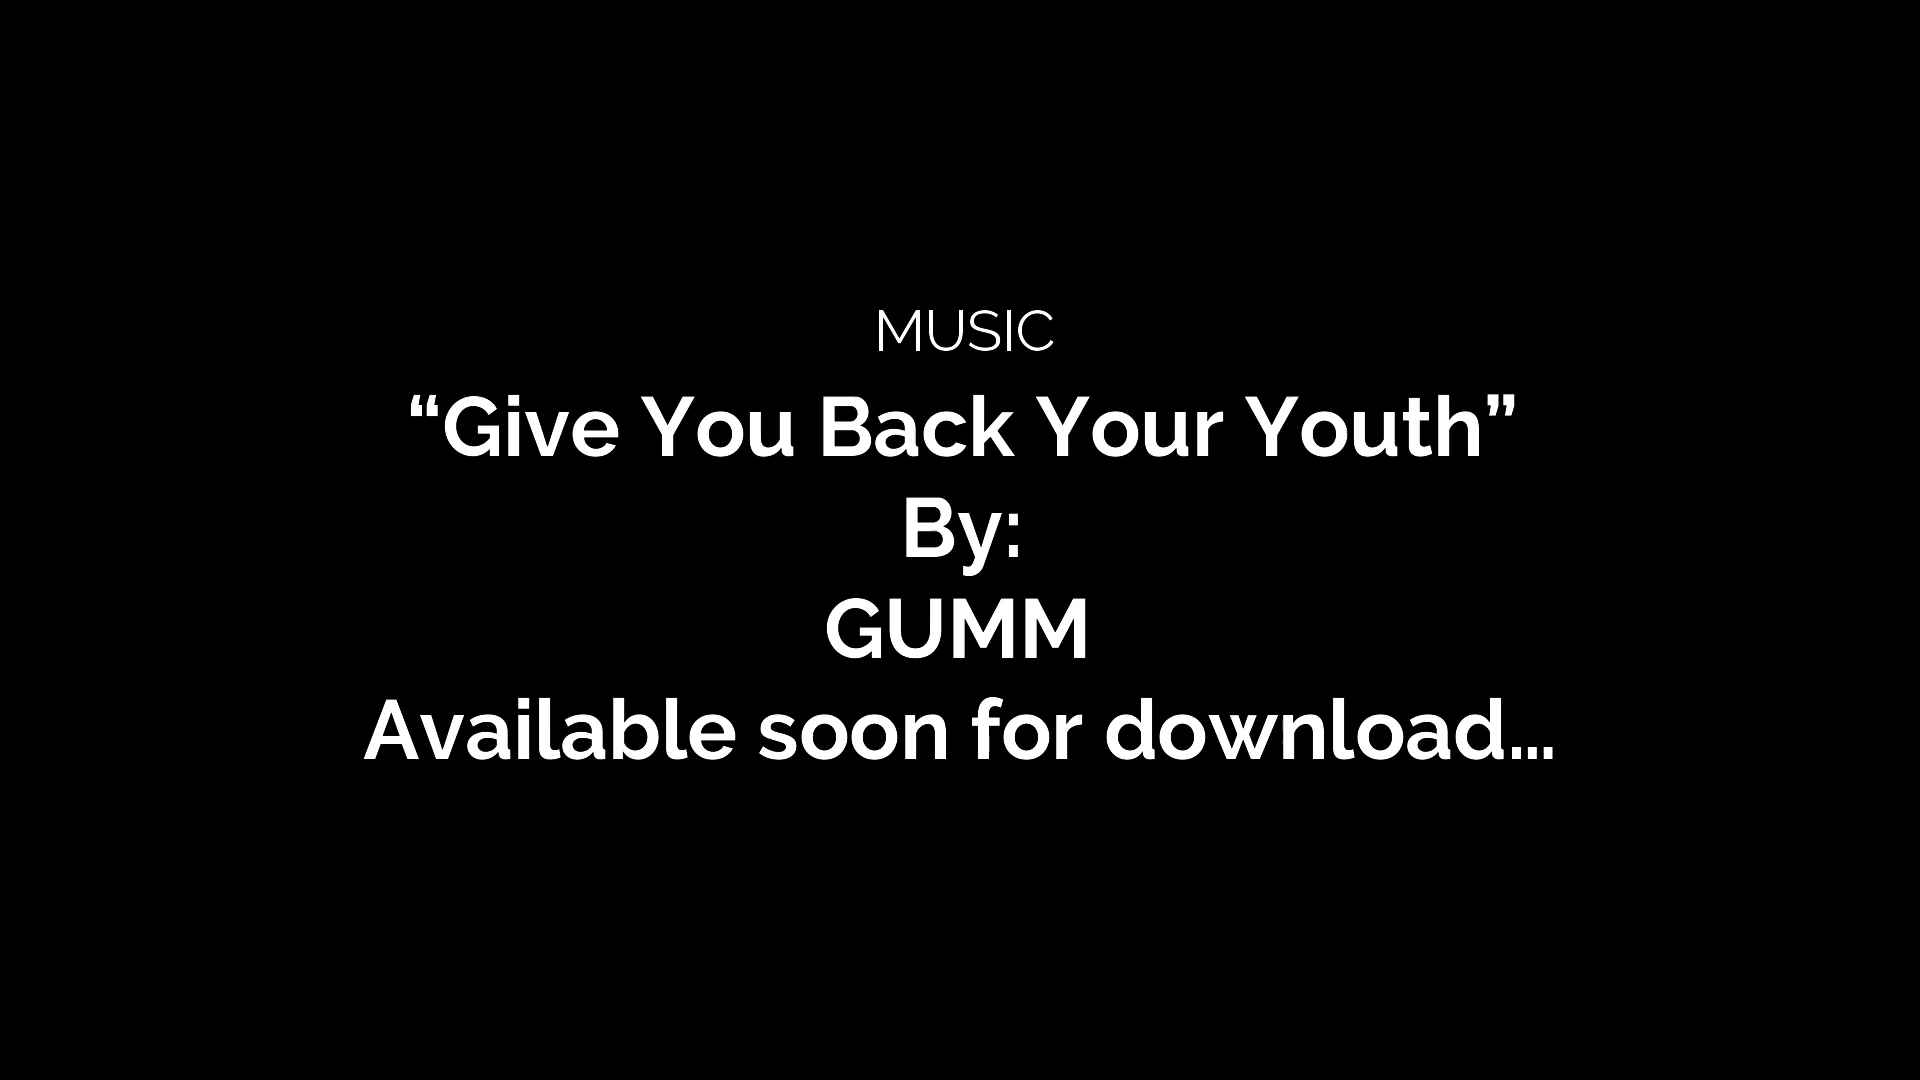 MUSIC
“Give You Back Your Youth”
By:
GUMM
Available soon for download...